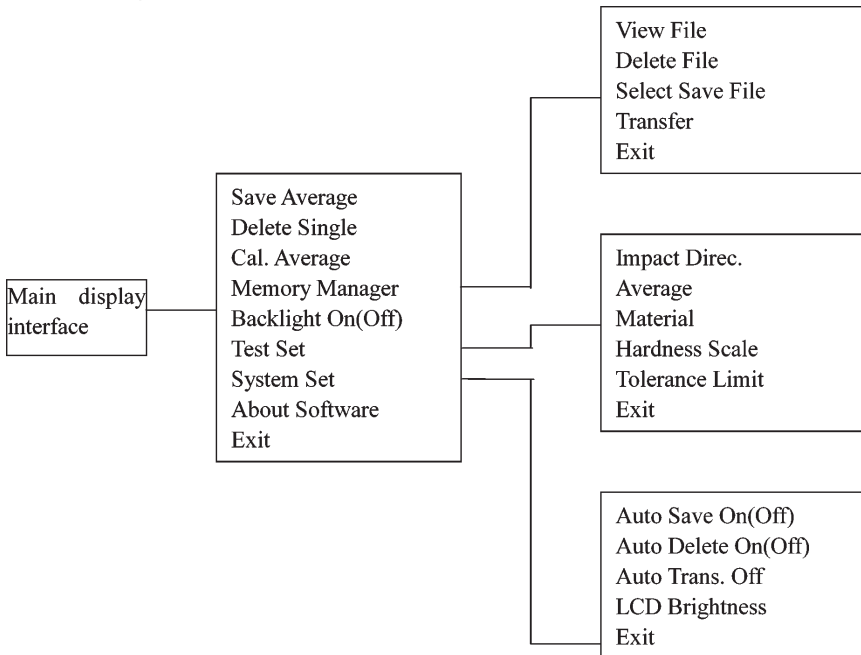 Main display
interface
Save Average
Delete Single
Cal. Average
Memory Manager
Backlight On(Off)
Test Set
System Set
About Software
Exit
View File
Delete File
Select Save File
Transfer
Exit
Impact Direc.
Average
Material
Hardness Scale
Tolerance Limit
Exit
Auto Save On(Off)
Auto Delete On(Off)
Auto Trans. Off
LCD Brightness
Exit